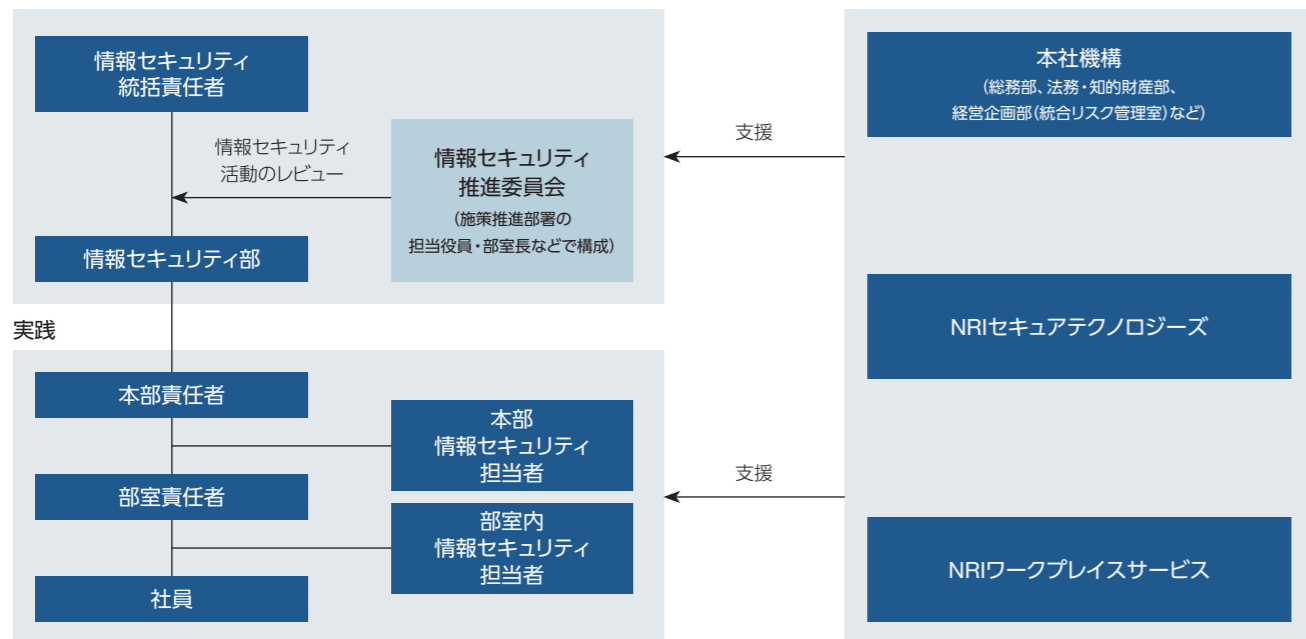 情報セキュリティ
統括責任者
情報セキュリティ
活動のレビュー
情報セキュリティ
推進委員会
(施策推進部署の
担当役員・部室長などで構成)
情報セキュリティ部
支援
本社機構
(総務部、法務・知的財産部、
経営企画部(統合リスク管理室)など)
NRIセキュアテクノロジーズ
実践
本部責任者
本部
情報セキュリティ
担当者
部室責任者
部室内
情報セキュリティ
担当者
社員
支援
NRIワークプレイスサービス